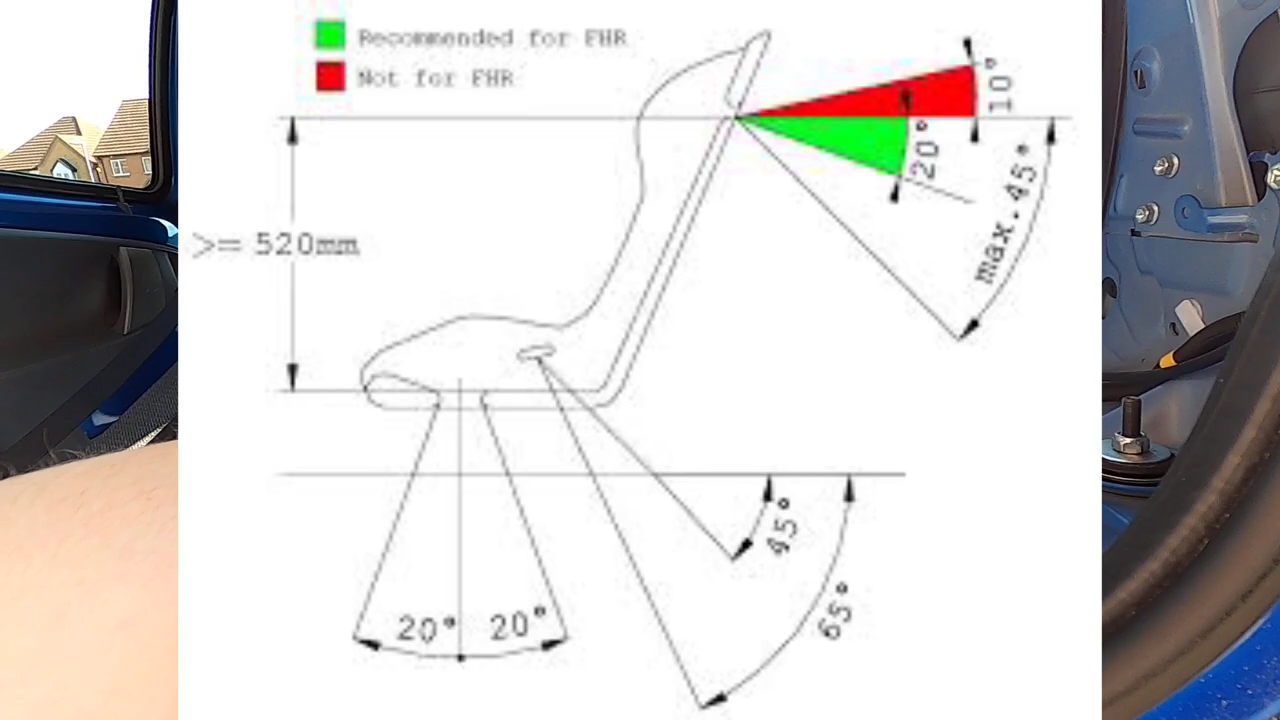 Recommended for FHR
Not for FHR
10°
20°
max.45°
>= 520mm
45°
65°
20° 20°